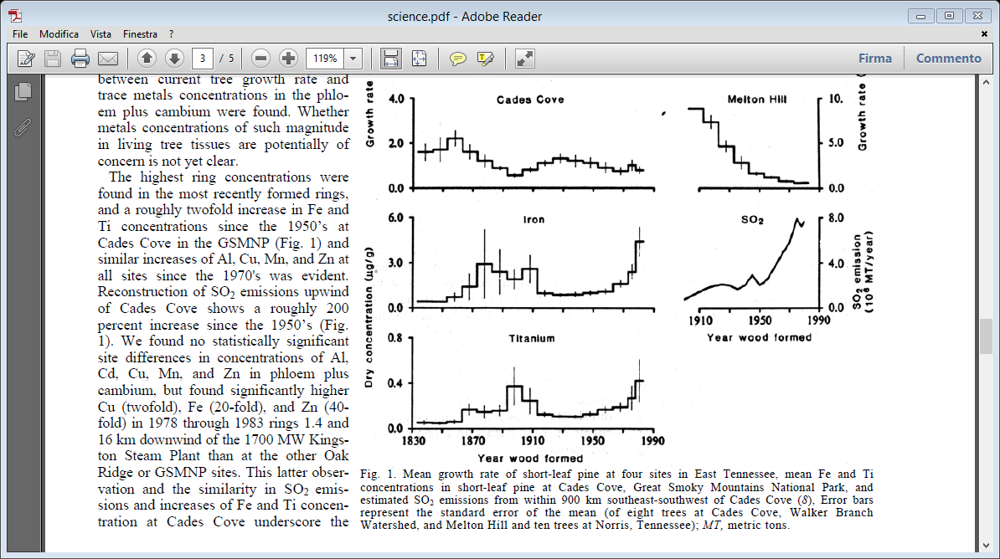 science.pdf - Adobe Reader
File Modifica Vista Finestra ?
3 / 5 119% Firma Commento
between current tree growth rate and
trace metals concentrations in the phlo-
em plus cambium were found. Whether
metals concentrations of such magnitude
in living tree tissues are potentially of
concern is not yet clear.
The highest ring concentrations were
found in the most recently formed rings,
and a roughly twofold increase in Fe and
Ti concentrations since the 1950's at
Cades Cove in the GSMNP (Fig. 1) and
similar increases of Al, Cu, Mn, and Zn at
all sites since the 1970's was evident.
Reconstruction of SO2 emissions upwind
of Cades Cove shows a roughly 200
percent increase since the 1950's (Fig.
1). We found no statistically significant
site differences in concentrations of Al,
Cd, Cu, Mn, and Zn in phloem plus
cambium, but found significantly higher
Cu (twofold), Fe (20-fold), and Zn (40-
fold) in 1978 through 1983 rings 1.4 and
16 km downwind of the 1700 MW Kings-
ton Steam Plant than at the other Oak
Ridge or GSMNP sites. This latter obser-
vation and the similarity in SO2 emis-
sions and increases of Fe and Ti concen-
tration at Cades Cove underscore the
Growth rate
4.0
2.0
0.0
Cades Cove
Melton Hill
10.
5.0
0.0
Growth rate (
Dry concentration (µg/g)
6.0
3.0
0.0
Iron
SO2
8.0
4.0
0.0
SO2 emission
(10⁶ MT/year)
1910 1950 1990
Year wood formed
0.8
0.4
0.0
Titanium
1830 1870 1910 1950 1990
Year wood formed
Fig. 1. Mean growth rate of short-leaf pine at four sites in East Tennessee, mean Fe and Ti
concentrations in short-leaf pine at Cades Cove, Great Smoky Mountains National Park, and
estimated SO2 emissions from within 900 km southeast-southwest of Cades Cove (8), Error bars
represent the standard error of the mean (of eight trees at Cades Cove, Walker Branch
Watershed, and Melton Hill and ten trees at Norris, Tennessee); MT, metric tons.